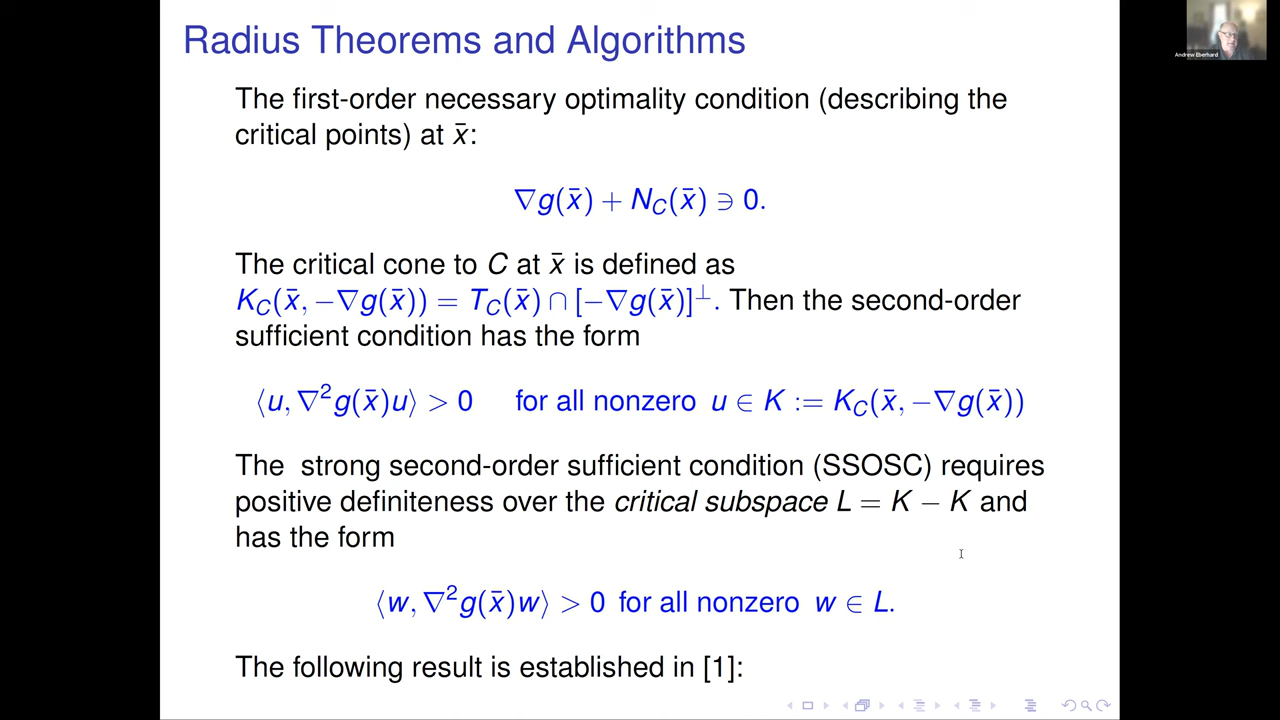 Radius Theorems and Algorithms
Andrew Eberhard
The first-order necessary optimality condition (describing the
critical points) at x̄:
∇g(x̄) + N_C(x̄) ∋ 0.
The critical cone to C at x̄ is defined as
K_C(x̄, −∇g(x̄)) = T_C(x̄) ∩ [−∇g(x̄)]^⊥. Then the second-order
sufficient condition has the form
⟨u, ∇²g(x̄)u⟩ > 0 for all nonzero u ∈ K := K_C(x̄, −∇g(x̄))
The strong second-order sufficient condition (SSOSC) requires
positive definiteness over the critical subspace L = K − K and
has the form
⟨w, ∇²g(x̄)w⟩ > 0 for all nonzero w ∈ L.
The following result is established in [1]: